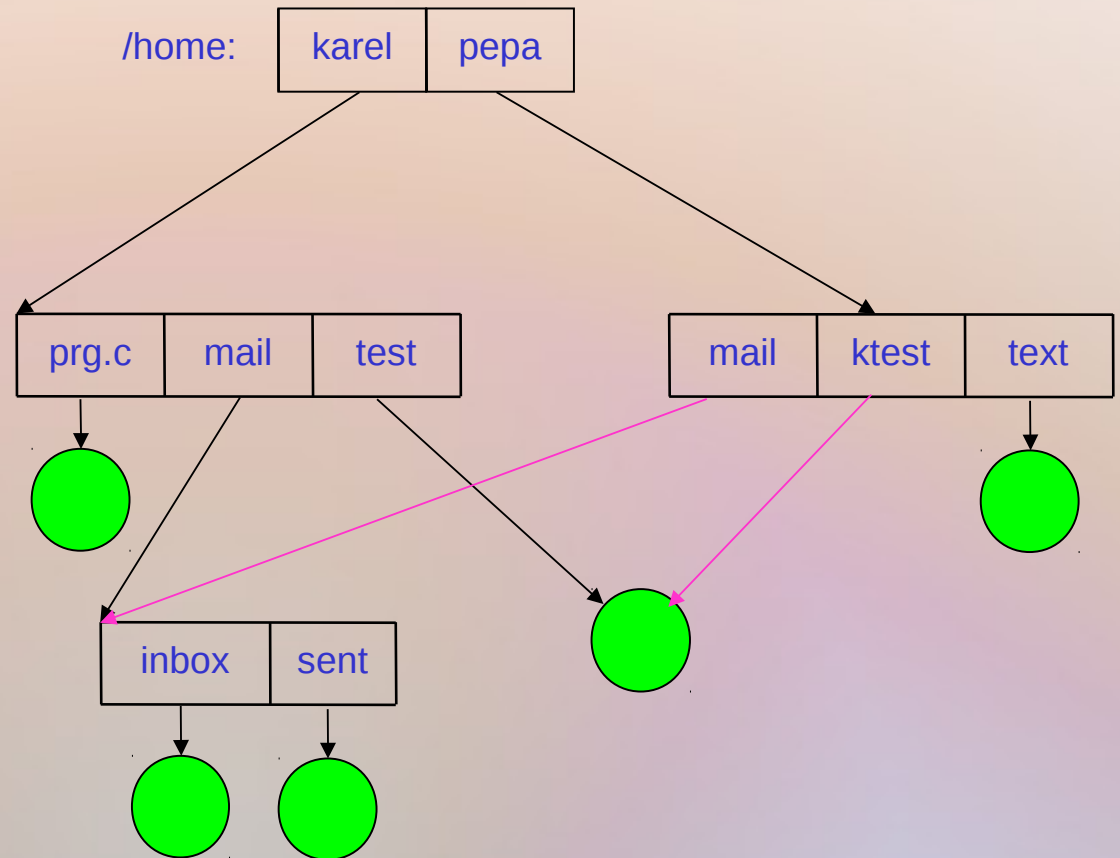 /home: karel pepa
prg.c mail test mail ktest text
inbox sent